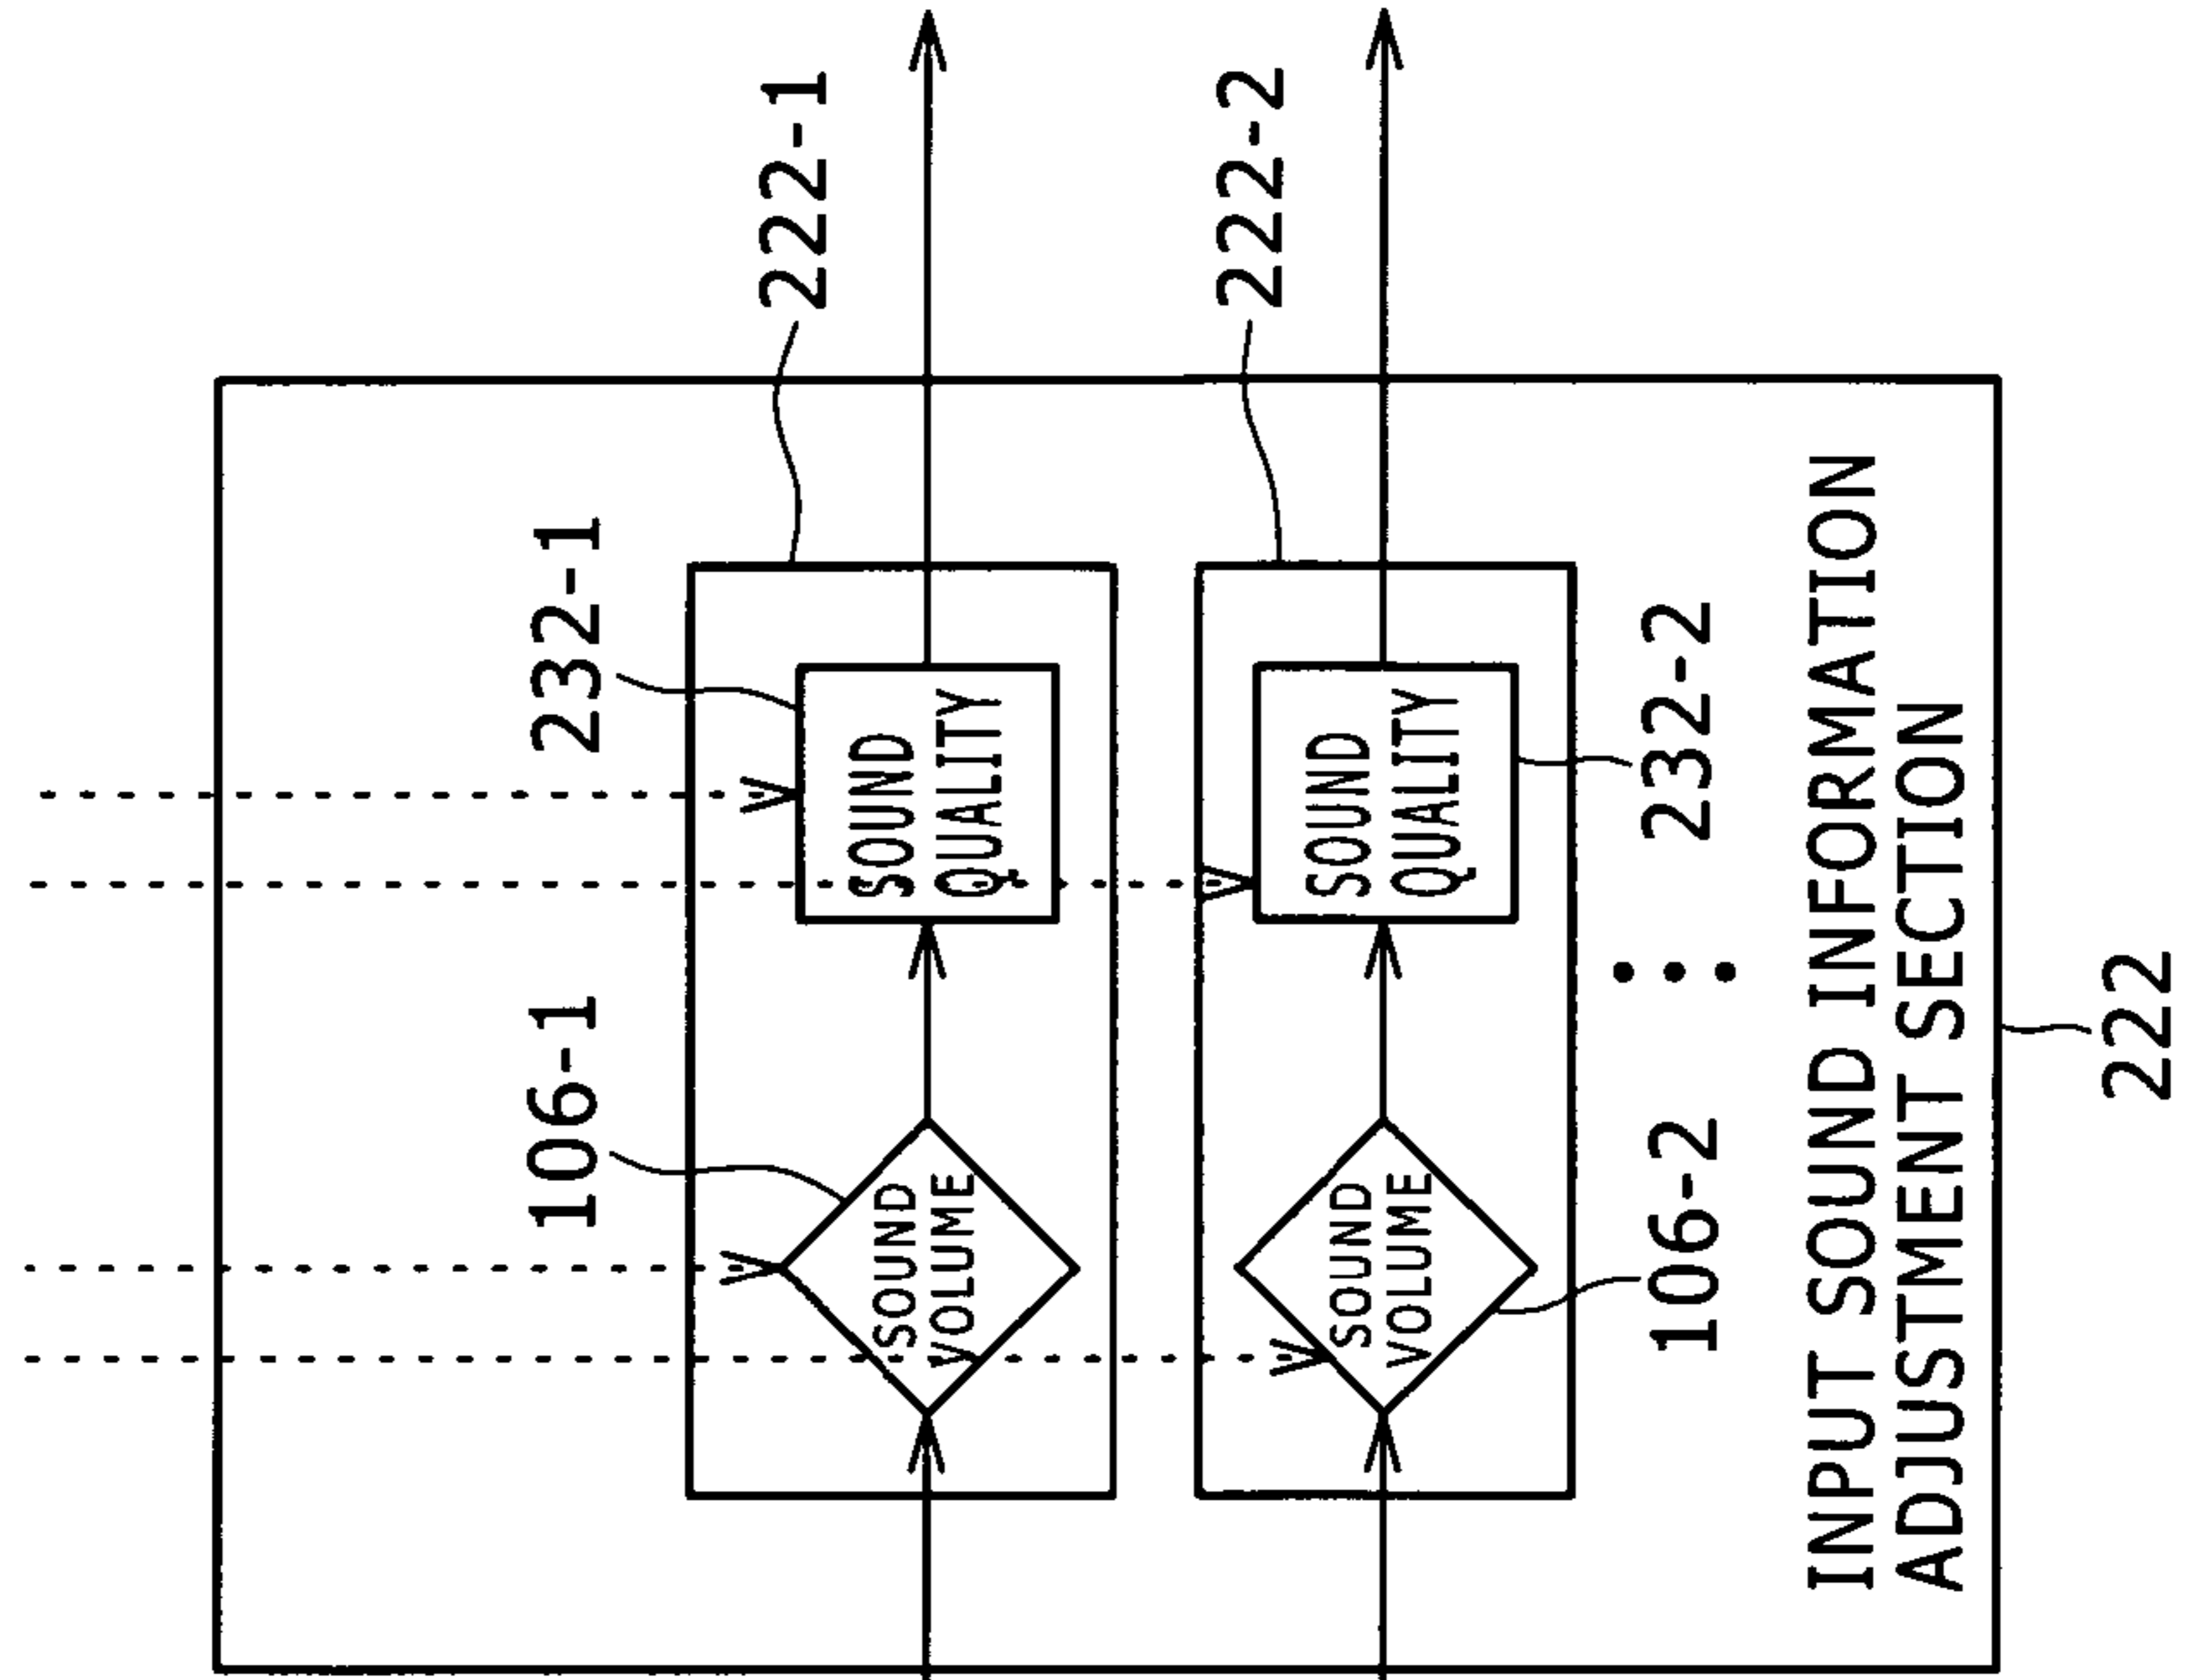 222-1
232-1
106-1
SOUND
VOLUME
SOUND
QUALITY
222-2
SOUND
VOLUME
SOUND
QUALITY
106-2
232-2
INPUT SOUND INFORMATION
ADJUSTMENT SECTION
222